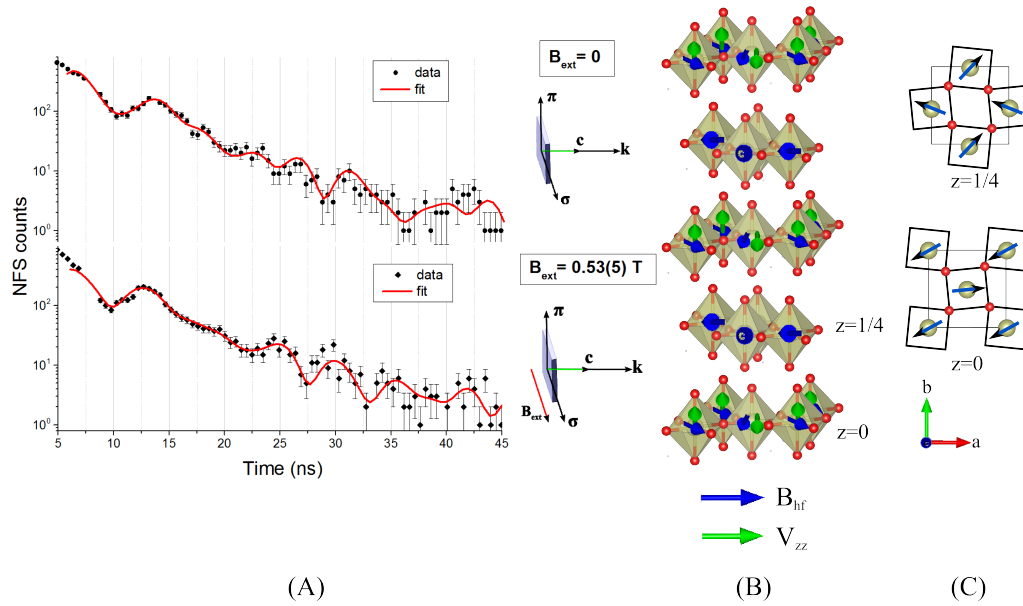 data
fit
10²
10¹
10⁰
data
fit
10²
10¹
10⁰
NFS counts
5 10 15 20 25 30 35 40 45
Time (ns)
B_ext = 0
π
c
k
σ
B_ext = 0.53(5) T
π
c
k
B_ext
σ
z=1/4
z=0
B_hf
V_zz
z=1/4
z=0
b
a
(A)
(B)
(C)